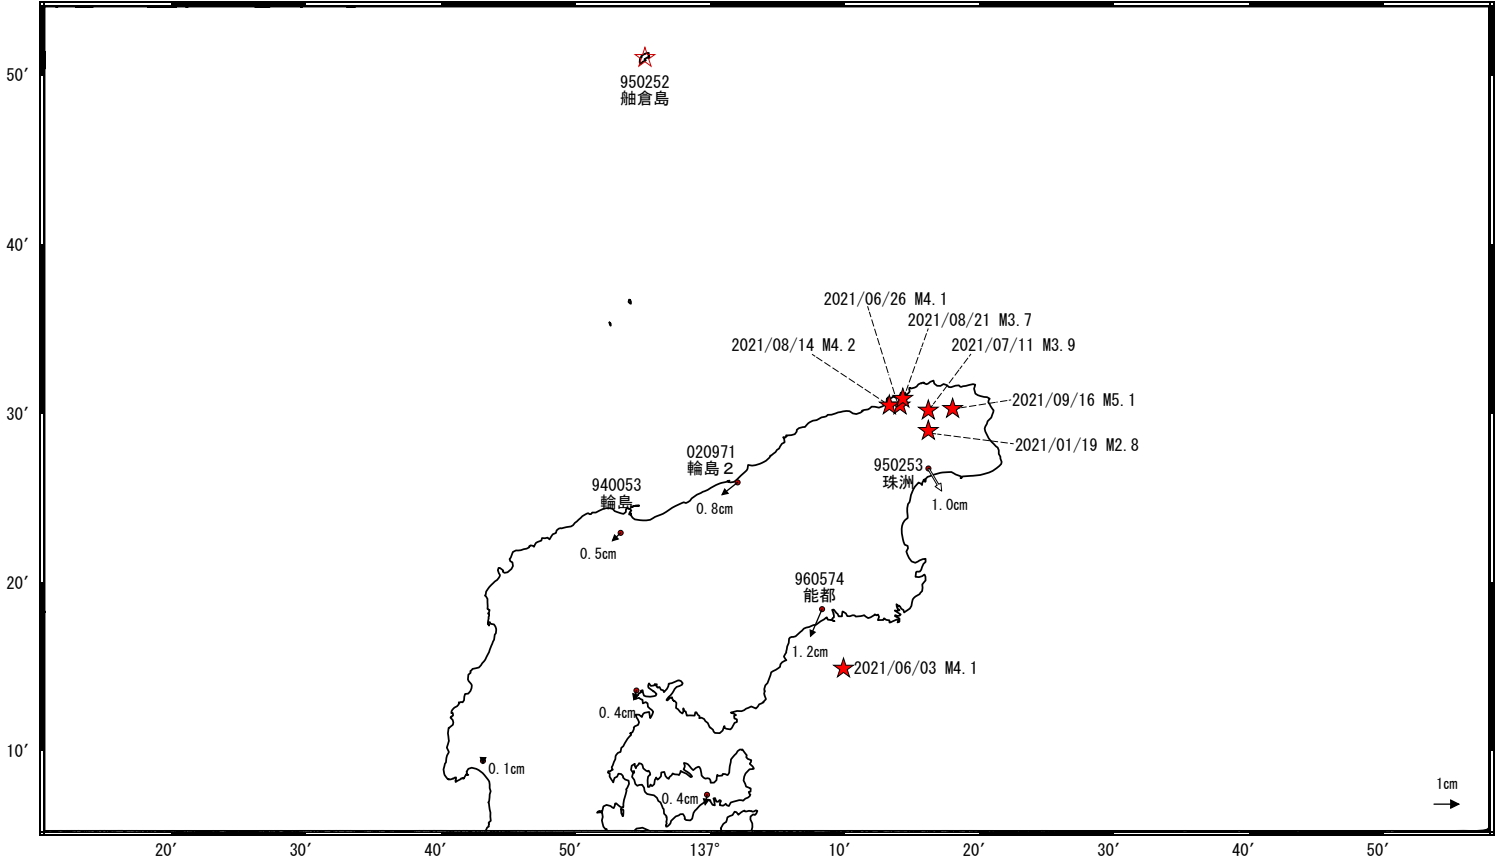 50′
950252
舳倉島
40′
2021/06/26 M4.1
2021/08/21 M3.7
2021/08/14 M4.2
2021/07/11 M3.9
30′
2021/09/16 M5.1
2021/01/19 M2.8
020971
輪島２
950253
珠洲
940053
輪島
0.8cm
1.0cm
0.5cm
20′
960574
能都
1.2cm
2021/06/03 M4.1
0.4cm
10′
0.1cm
0.4cm
1cm
20′ 30′ 40′ 50′ 137° 10′ 20′ 30′ 40′ 50′